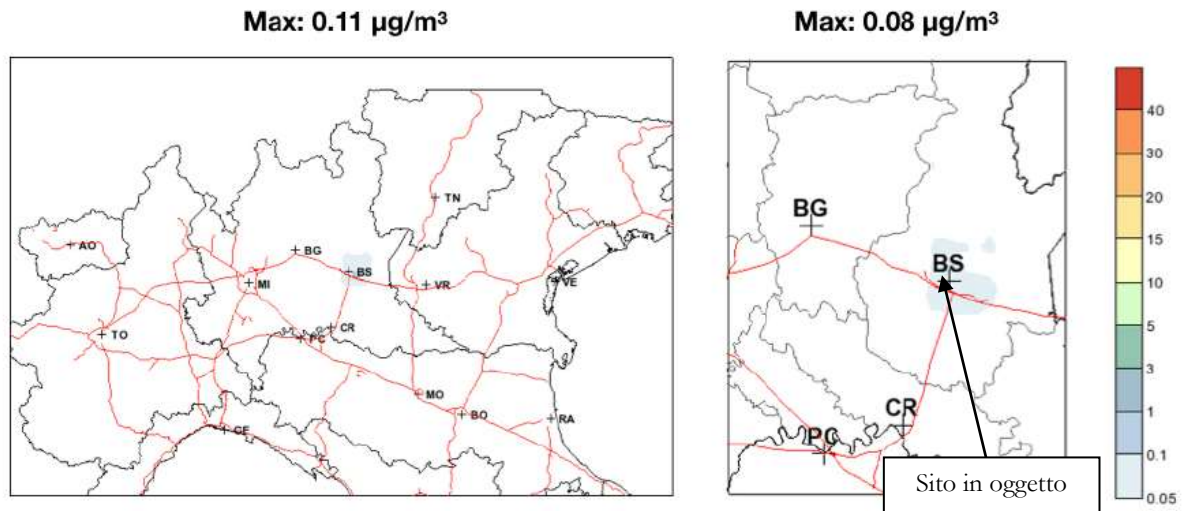 Max: 0.11 µg/m³
Max: 0.08 µg/m³
TN
AO
BG
BS
MI
VR
VE
TO
CR
PC
MO
BO
RA
GE
BG
BS
CR
PC
Sito in oggetto
40
30
20
15
10
5
3
1
0.1
0.05